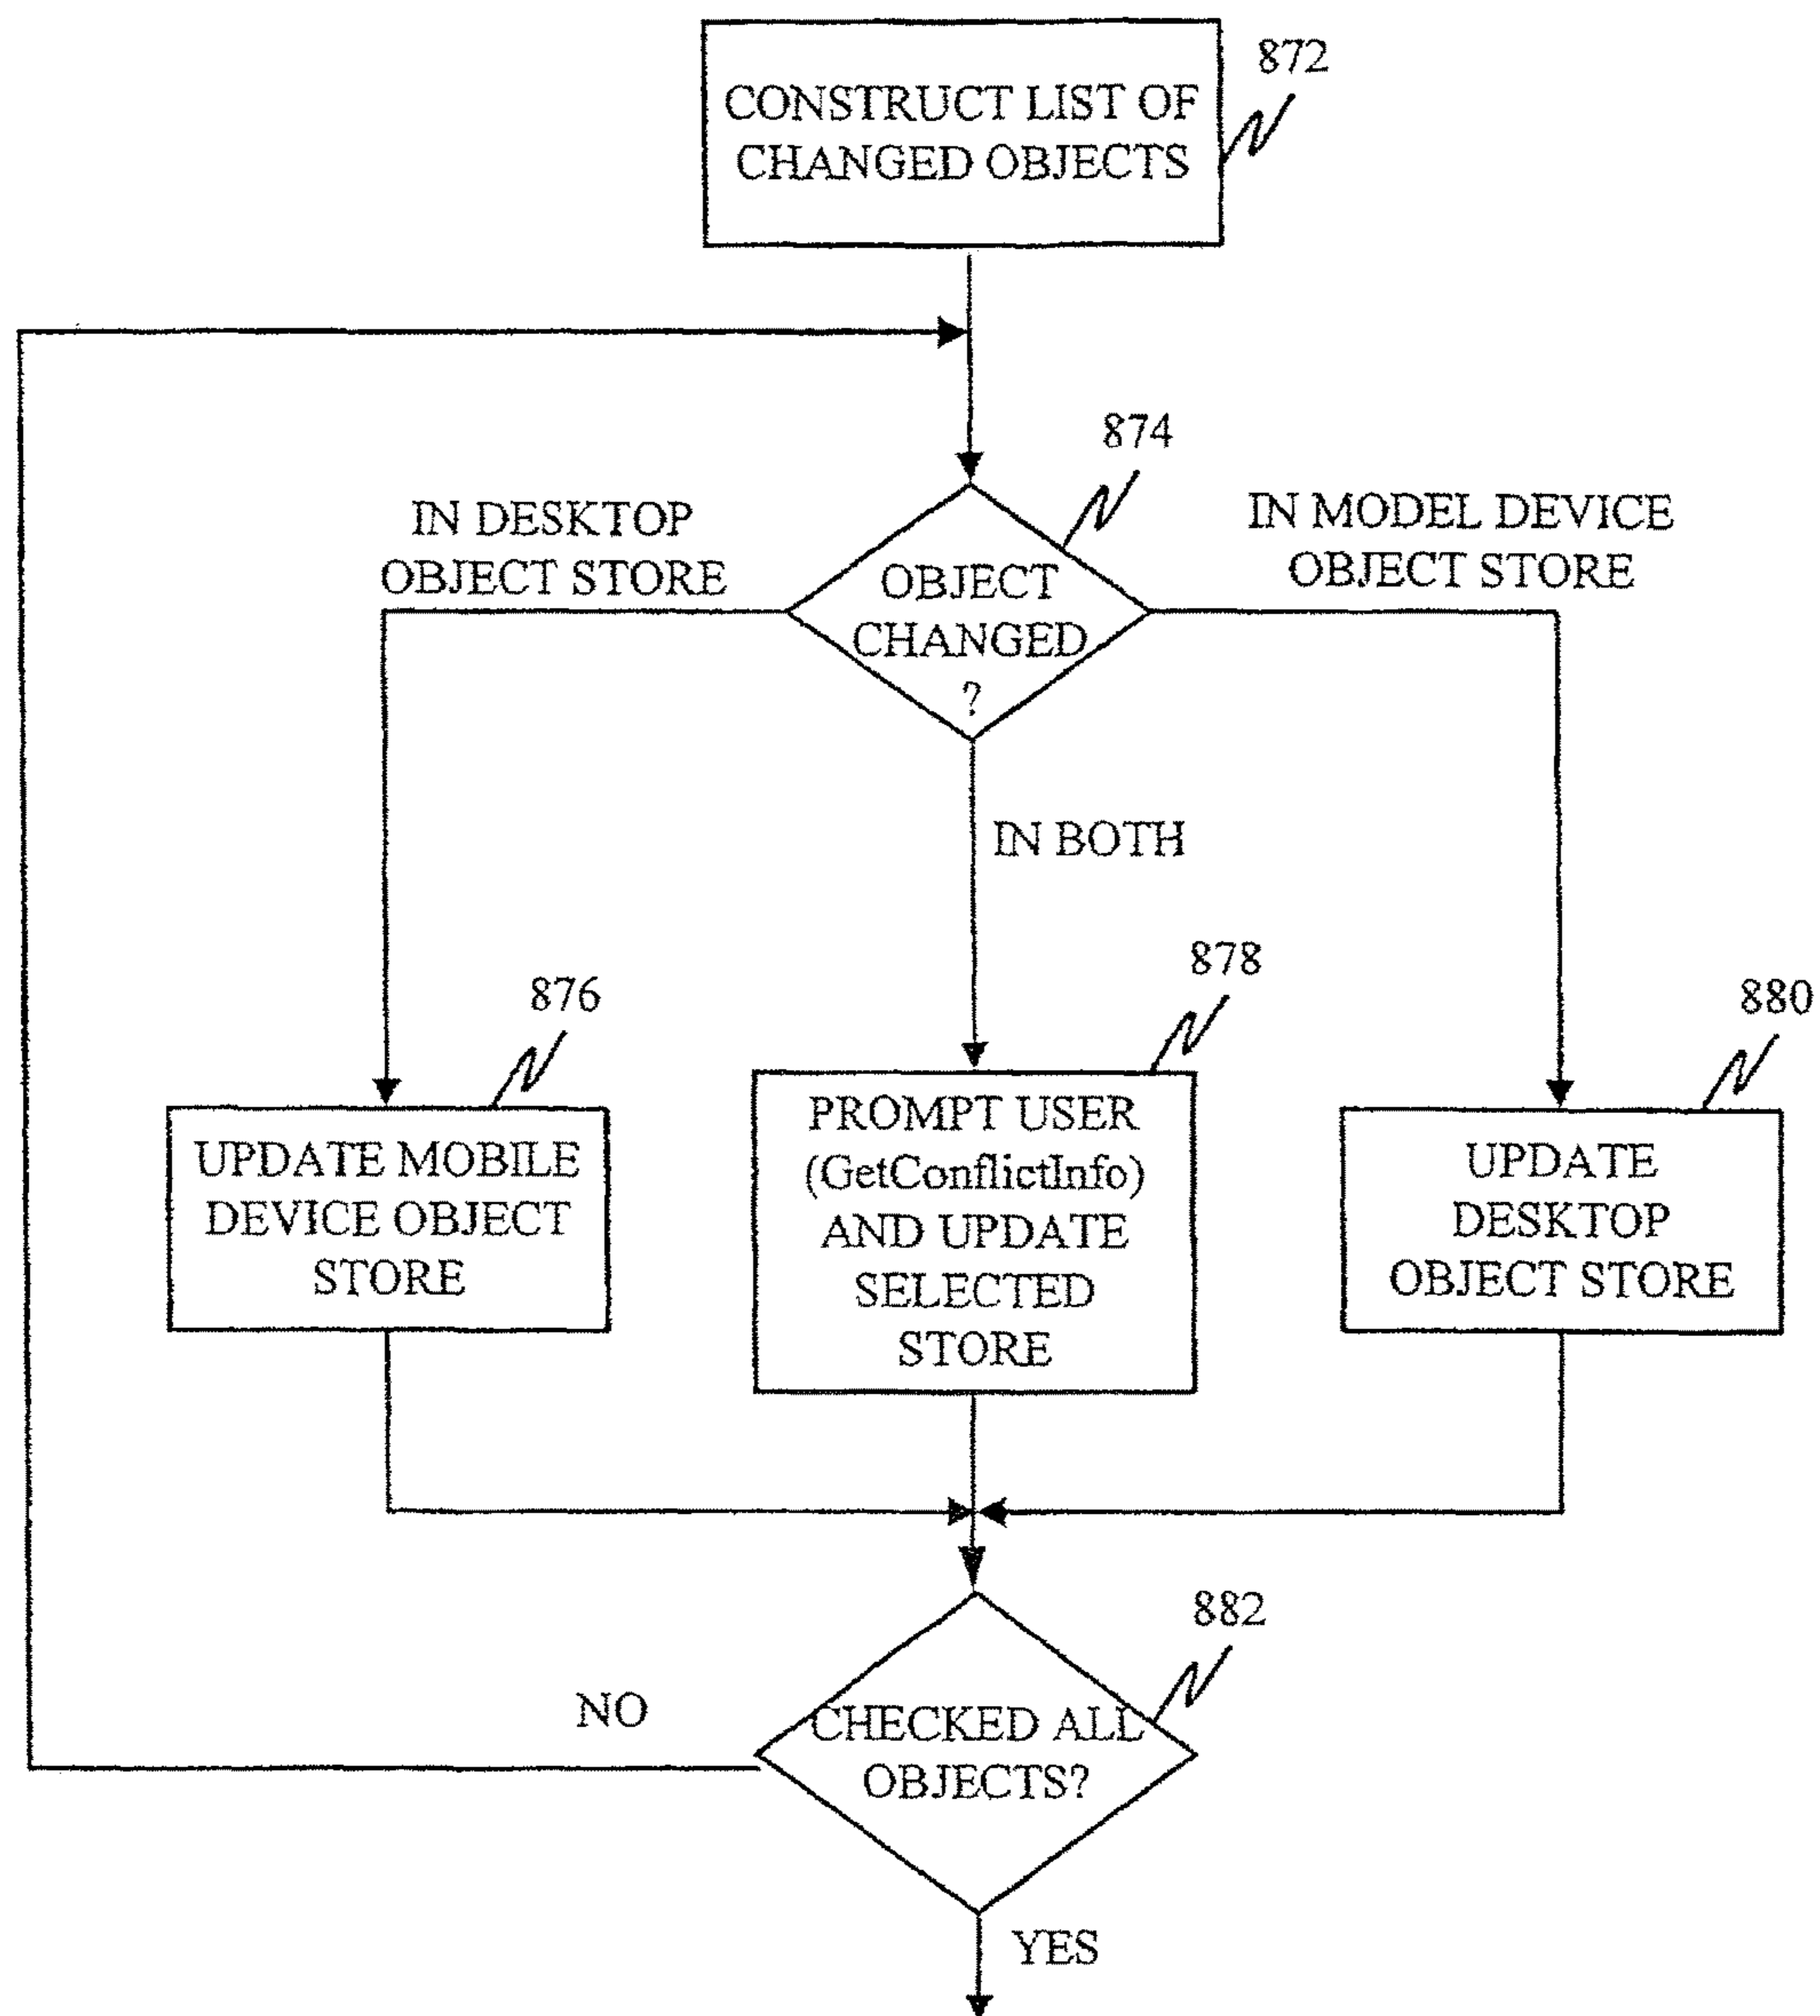 872
CONSTRUCT LIST OF
CHANGED OBJECTS
874
IN DESKTOP
OBJECT STORE
IN MODEL DEVICE
OBJECT STORE
OBJECT
CHANGED
?
IN BOTH
876
878
880
UPDATE MOBILE
DEVICE OBJECT
STORE
PROMPT USER
(GetConflictInfo)
AND UPDATE
SELECTED
STORE
UPDATE
DESKTOP
OBJECT STORE
882
NO
CHECKED ALL
OBJECTS?
YES